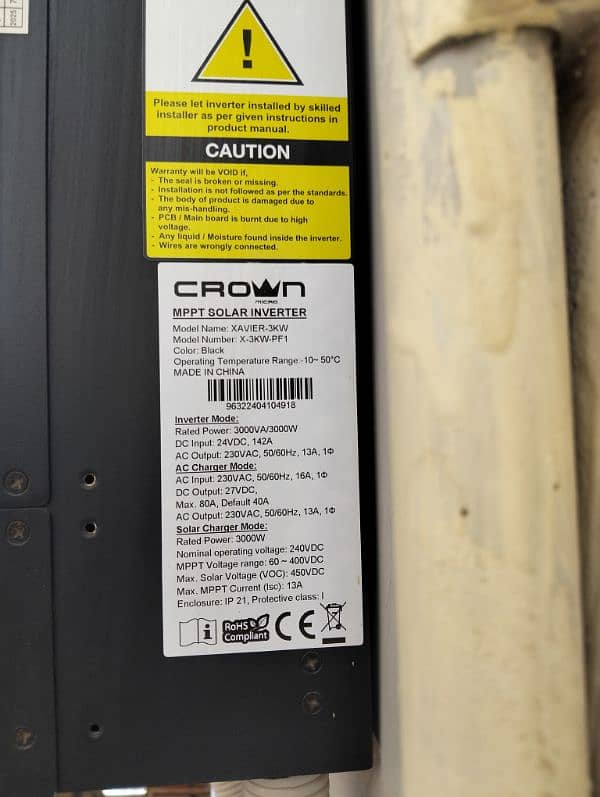 2025
!
Please let inverter installed by skilled
installer as per given instructions in
product manual.
CAUTION
Warranty will be VOID if,
- The seal is broken or missing.
- Installation is not followed as per the standards.
- The body of product is damaged due to
any mis-handling.
- PCB / Main board is burnt due to high
voltage.
- Any liquid / Moisture found inside the inverter.
- Wires are wrongly connected.
CROWN
MICRO
MPPT SOLAR INVERTER
Model Name: XAVIER-3KW
Model Number: X-3KW-PF1
Color: Black
Operating Temperature Range:-10~ 50°C
MADE IN CHINA
96322404104918
Inverter Mode:
Rated Power: 3000VA/3000W
DC Input: 24VDC, 142A
AC Output: 230VAC, 50/60Hz, 13A, 1Φ
AC Charger Mode:
AC Input: 230VAC, 50/60Hz, 16A, 1Φ
DC Output: 27VDC,
Max. 80A, Default 40A
AC Output: 230VAC, 50/60Hz, 13A, 1Φ
Solar Charger Mode:
Rated Power: 3000W
Nominal operating voltage: 240VDC
MPPT Voltage range: 60 ~ 400VDC
Max. Solar Voltage (VOC): 450VDC
Max. MPPT Current (Isc): 13A
Enclosure: IP 21, Protective class: I
i
RoHS
Compliant
CE